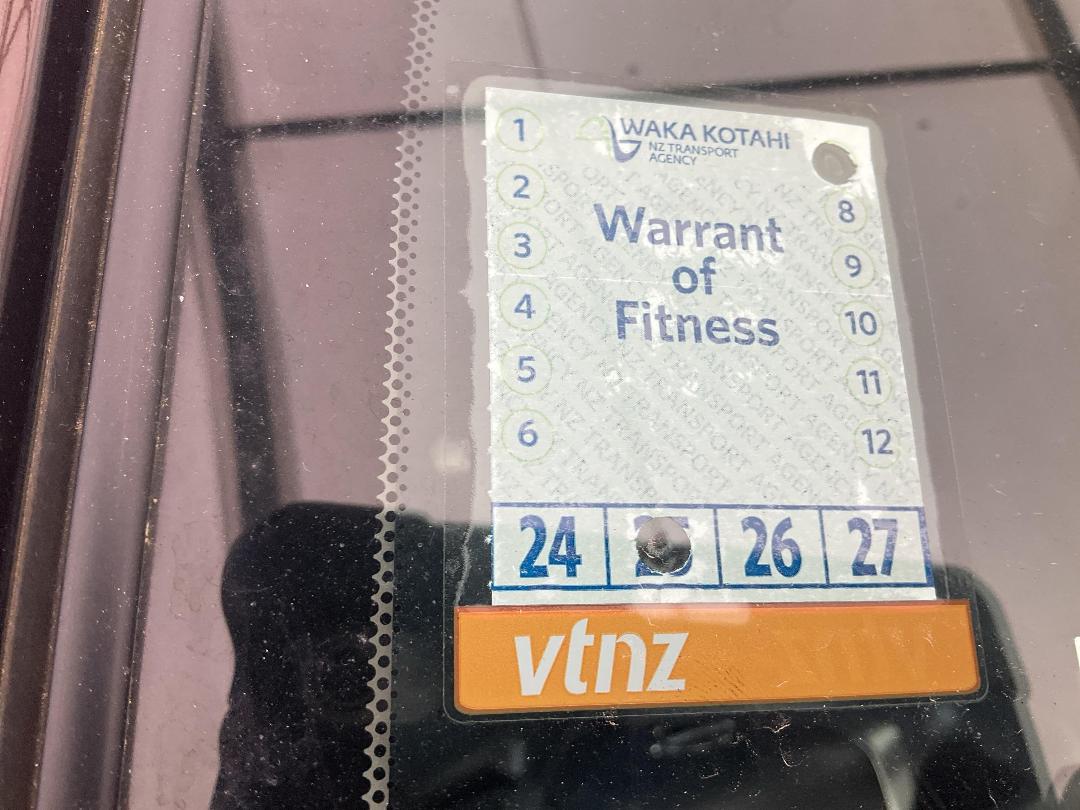 WAKA KOTAHI
NZ TRANSPORT
AGENCY
Warrant
of
Fitness
1
2
3
4
5
6
8
9
10
11
12
24 25 26 27
vtnz